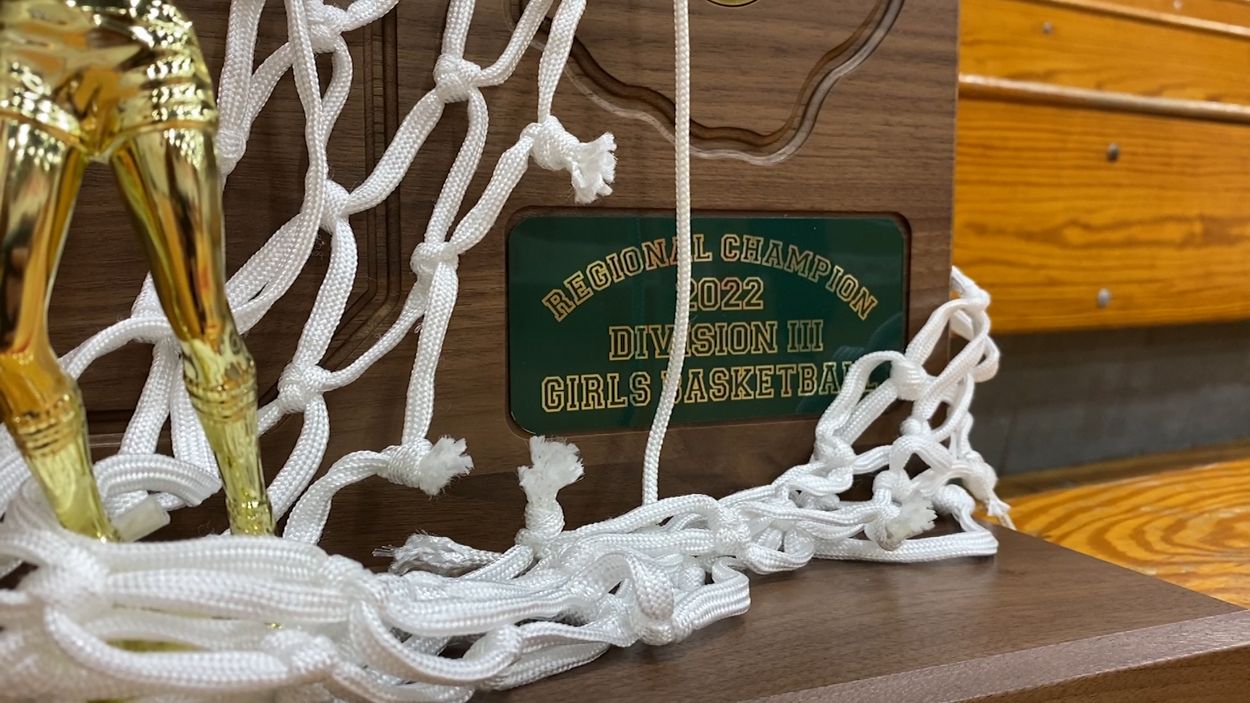 REGIONAL CHAMPION
2022
DIVISION III
GIRLS BASKETBALL